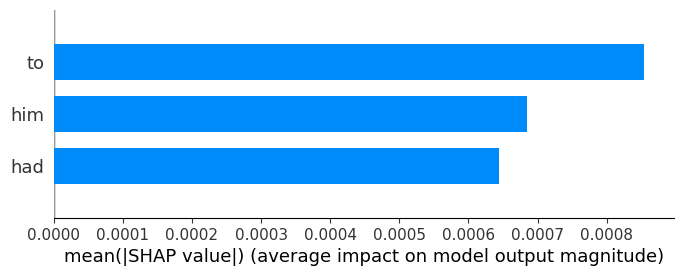 to
him
had
0.0000 0.0001 0.0002 0.0003 0.0004 0.0005 0.0006 0.0007 0.0008
mean(|SHAP value|) (average impact on model output magnitude)